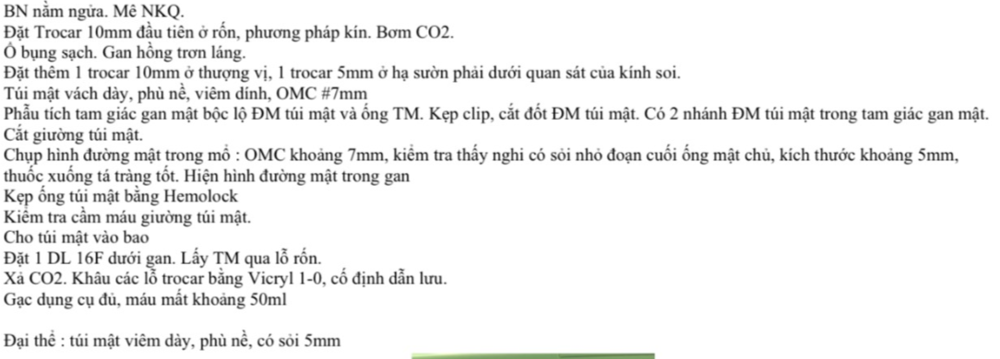 BN nằm ngửa. Mê NKQ.
Đặt Trocar 10mm đầu tiên ở rốn, phương pháp kín. Bơm CO2.
Ổ bụng sạch. Gan hồng trơn láng.
Đặt thêm 1 trocar 10mm ở thượng vị, 1 trocar 5mm ở hạ sườn phải dưới quan sát của kính soi.
Túi mật vách dày, phù nề, viêm dính, OMC #7mm
Phẫu tích tam giác gan mật bộc lộ ĐM túi mật và ống TM. Kẹp clip, cắt đốt ĐM túi mật. Có 2 nhánh ĐM túi mật trong tam giác gan mật.
Cắt giường túi mật.
Chụp hình đường mật trong mổ : OMC khoảng 7mm, kiểm tra thấy nghi có sỏi nhỏ đoạn cuối ống mật chủ, kích thước khoảng 5mm,
thuốc xuống tá tràng tốt. Hiện hình đường mật trong gan
Kẹp ống túi mật bằng Hemolock
Kiểm tra cầm máu giường túi mật.
Cho túi mật vào bao
Đặt 1 DL 16F dưới gan. Lấy TM qua lỗ rốn.
Xả CO2. Khâu các lỗ trocar bằng Vicryl 1-0, cố định dẫn lưu.
Gạc dụng cụ đủ, máu mất khoảng 50ml
Đại thể : túi mật viêm dày, phù nề, có sỏi 5mm